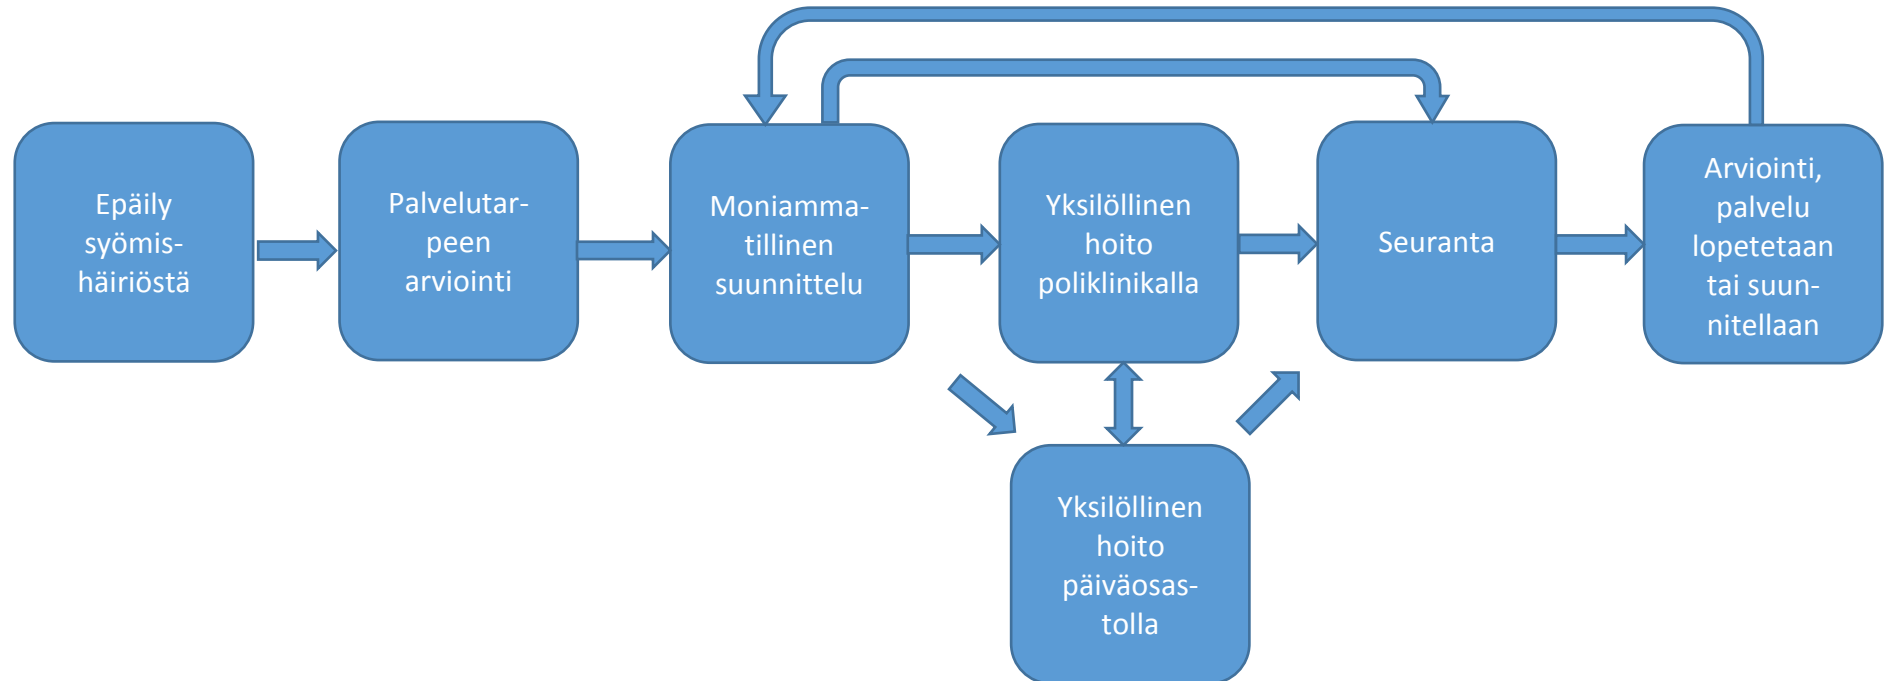 Epäily
syömis-
häiriöstä
Palvelutar-
peen
arviointi
Moniamma-
tillinen
suunnittelu
Yksilöllinen
hoito
poliklinikalla
Seuranta
Arviointi,
palvelu
lopetetaan
tai suun-
nitellaan
Yksilöllinen
hoito
päiväosas-
tolla